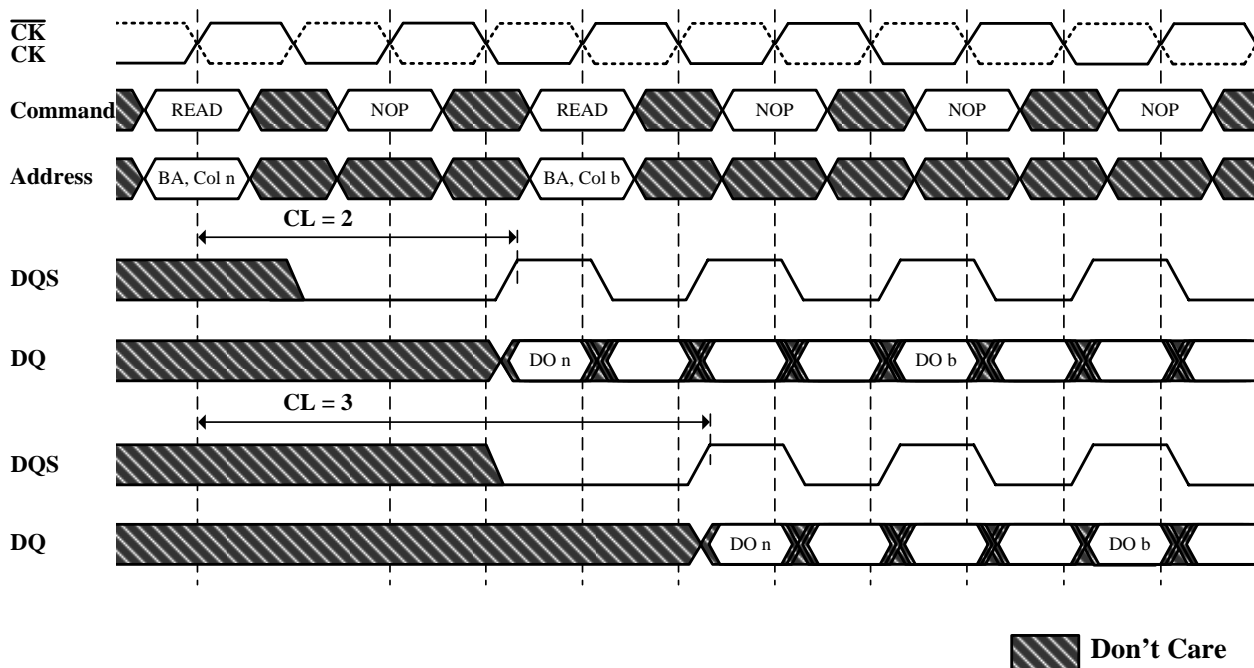 CK
CK
Command READ NOP READ NOP NOP NOP
Address BA, Col n BA, Col b
CL = 2
DQS
DQ DO n DO b
CL = 3
DQS
DQ DO n DO b
Don't Care